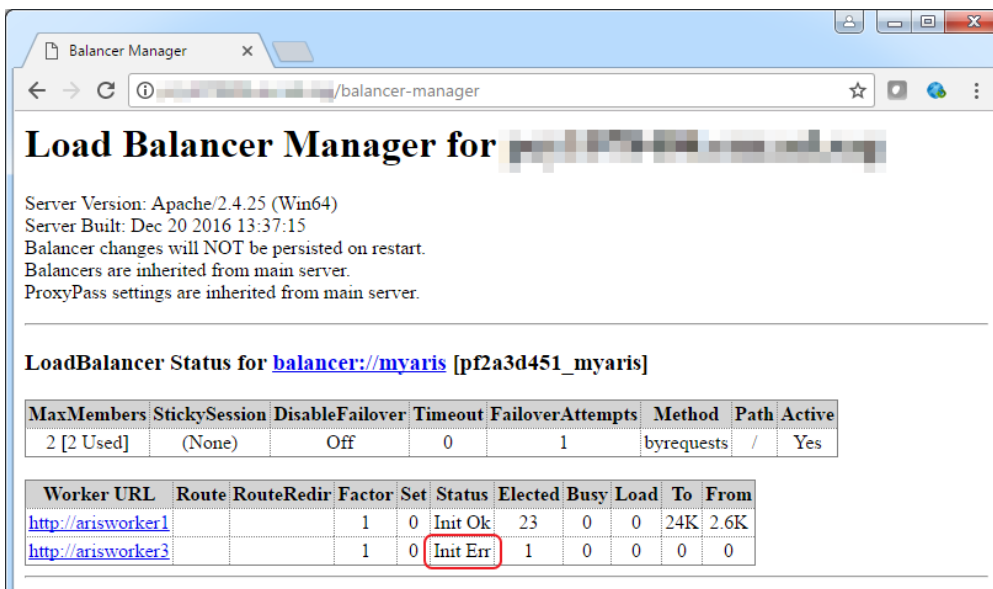 Balancer Manager
/balancer-manager
Load Balancer Manager for
Server Version: Apache/2.4.25 (Win64)
Server Built: Dec 20 2016 13:37:15
Balancer changes will NOT be persisted on restart.
Balancers are inherited from main server.
ProxyPass settings are inherited from main server.
LoadBalancer Status for balancer://myaris [pf2a3d451_myaris]
MaxMembers StickySession DisableFailover Timeout FailoverAttempts Method Path Active
2 [2 Used] (None) Off 0 1 byrequests / Yes
Worker URL Route RouteRedir Factor Set Status Elected Busy Load To From
http://arisworker1 1 0 Init Ok 23 0 0 24K 2.6K
http://arisworker3 1 0 Init Err 1 0 0 0 0